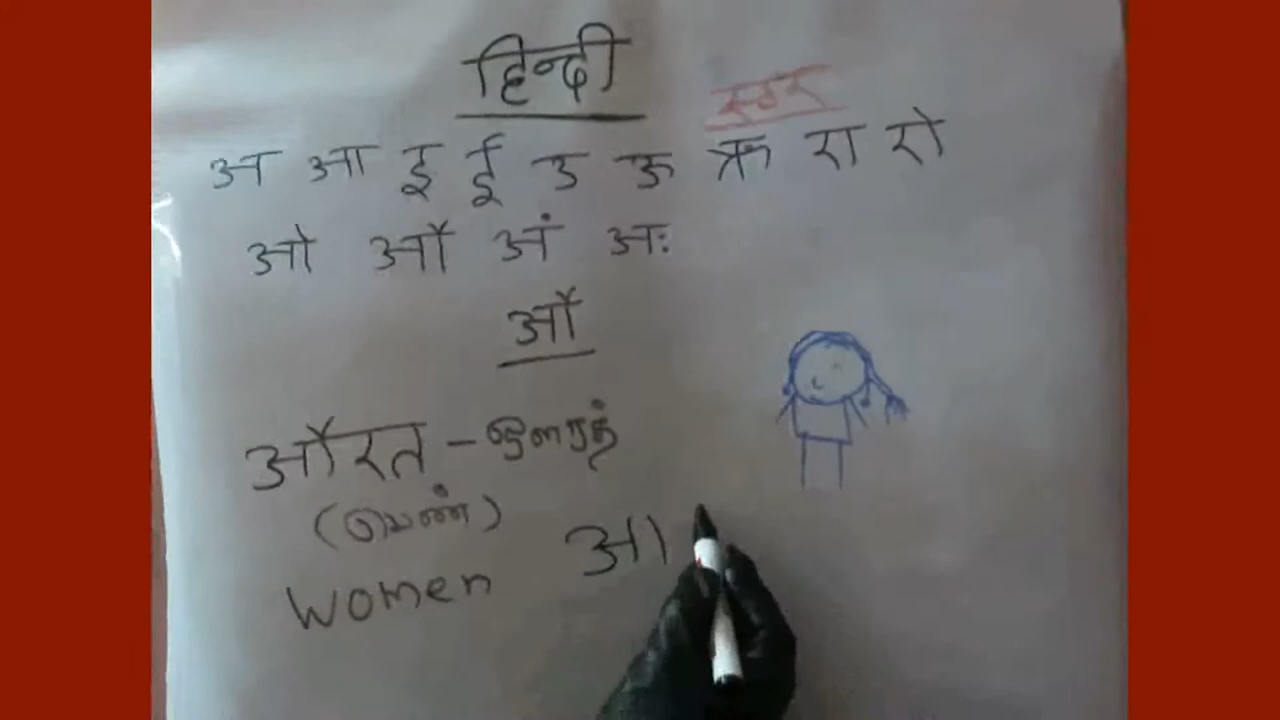 हिन्दी
स्वर
अ आ इ ई उ ऊ ऋ रा रो
ओ औ अं अः
औ
औरत - ஔரத்
(பெண்)
Women आ